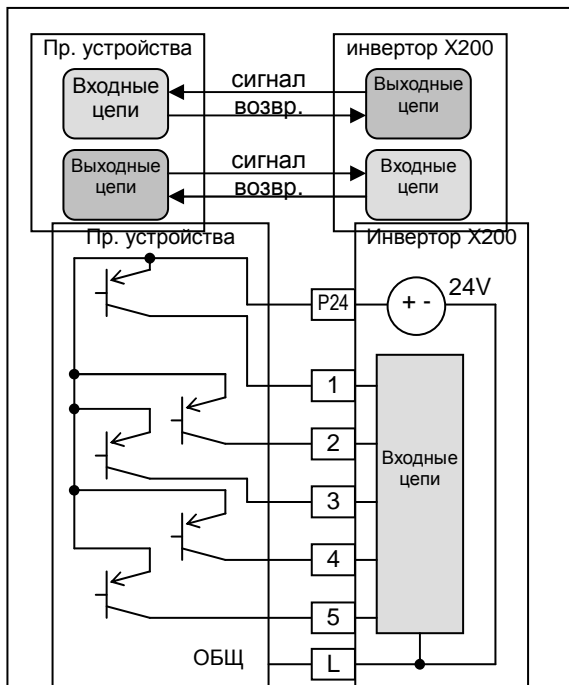 Пр. устройства
инвертор X200
Входные
цепи
сигнал
возвр.
Выходные
цепи
Выходные
цепи
сигнал
возвр.
Входные
цепи
Пр. устройства
Инвертор X200
P24
+ -
24V
1
2
3
4
5
Входные
цепи
ОБЩ
L